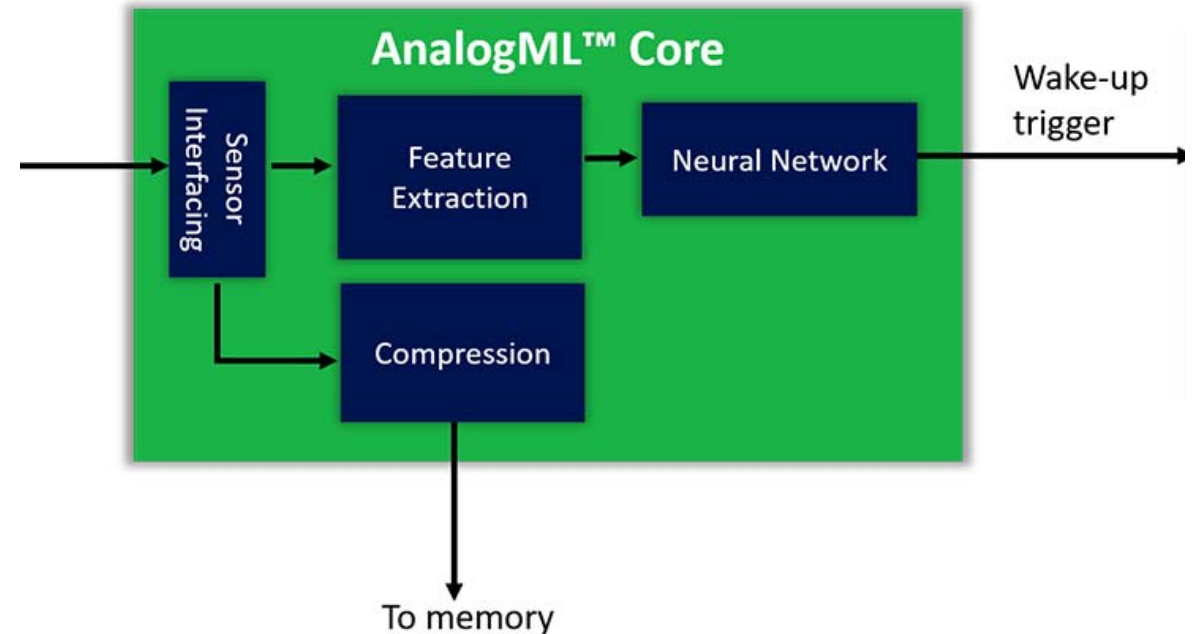 AnalogML™ Core
Wake-up
trigger
Sensor
Interfacing
Feature
Extraction
Neural Network
Compression
To memory